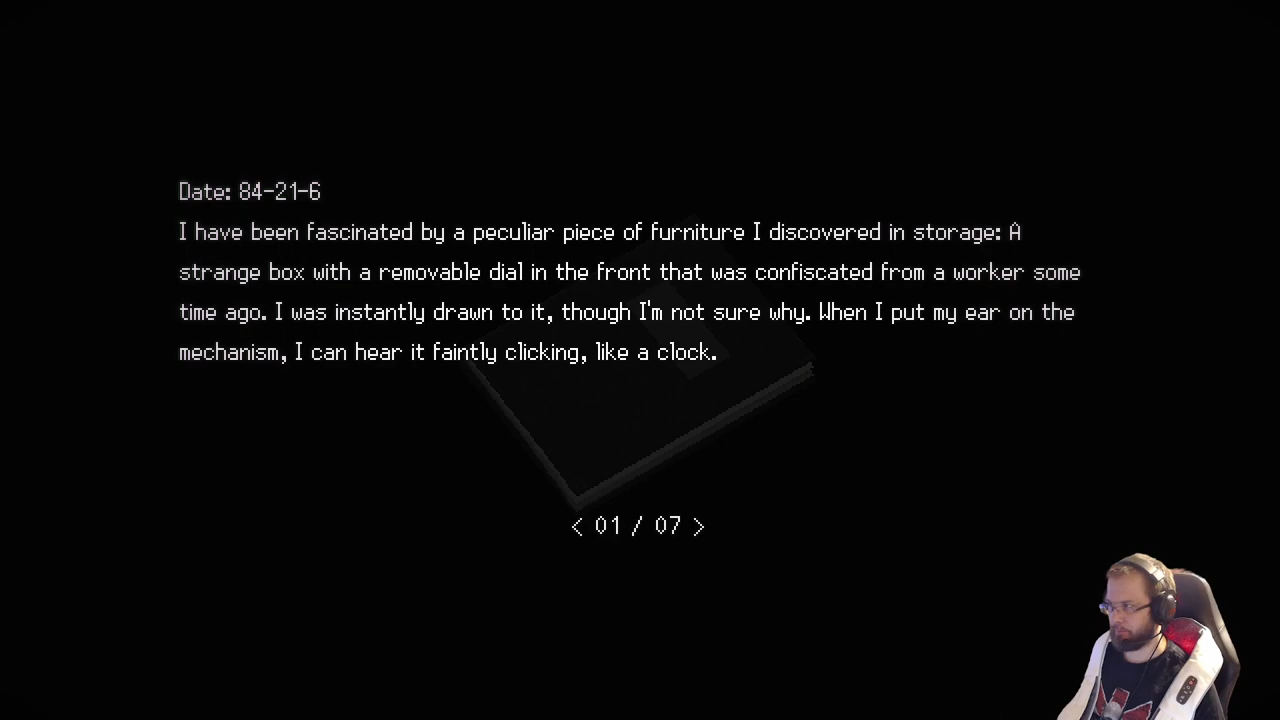 Date: 84-21-6
I have been fascinated by a peculiar piece of furniture I discovered in storage: A
strange box with a removable dial in the front that was confiscated from a worker some
time ago. I was instantly drawn to it, though I'm not sure why. When I put my ear on the
mechanism, I can hear it faintly clicking, like a clock.
< 01 / 07 >